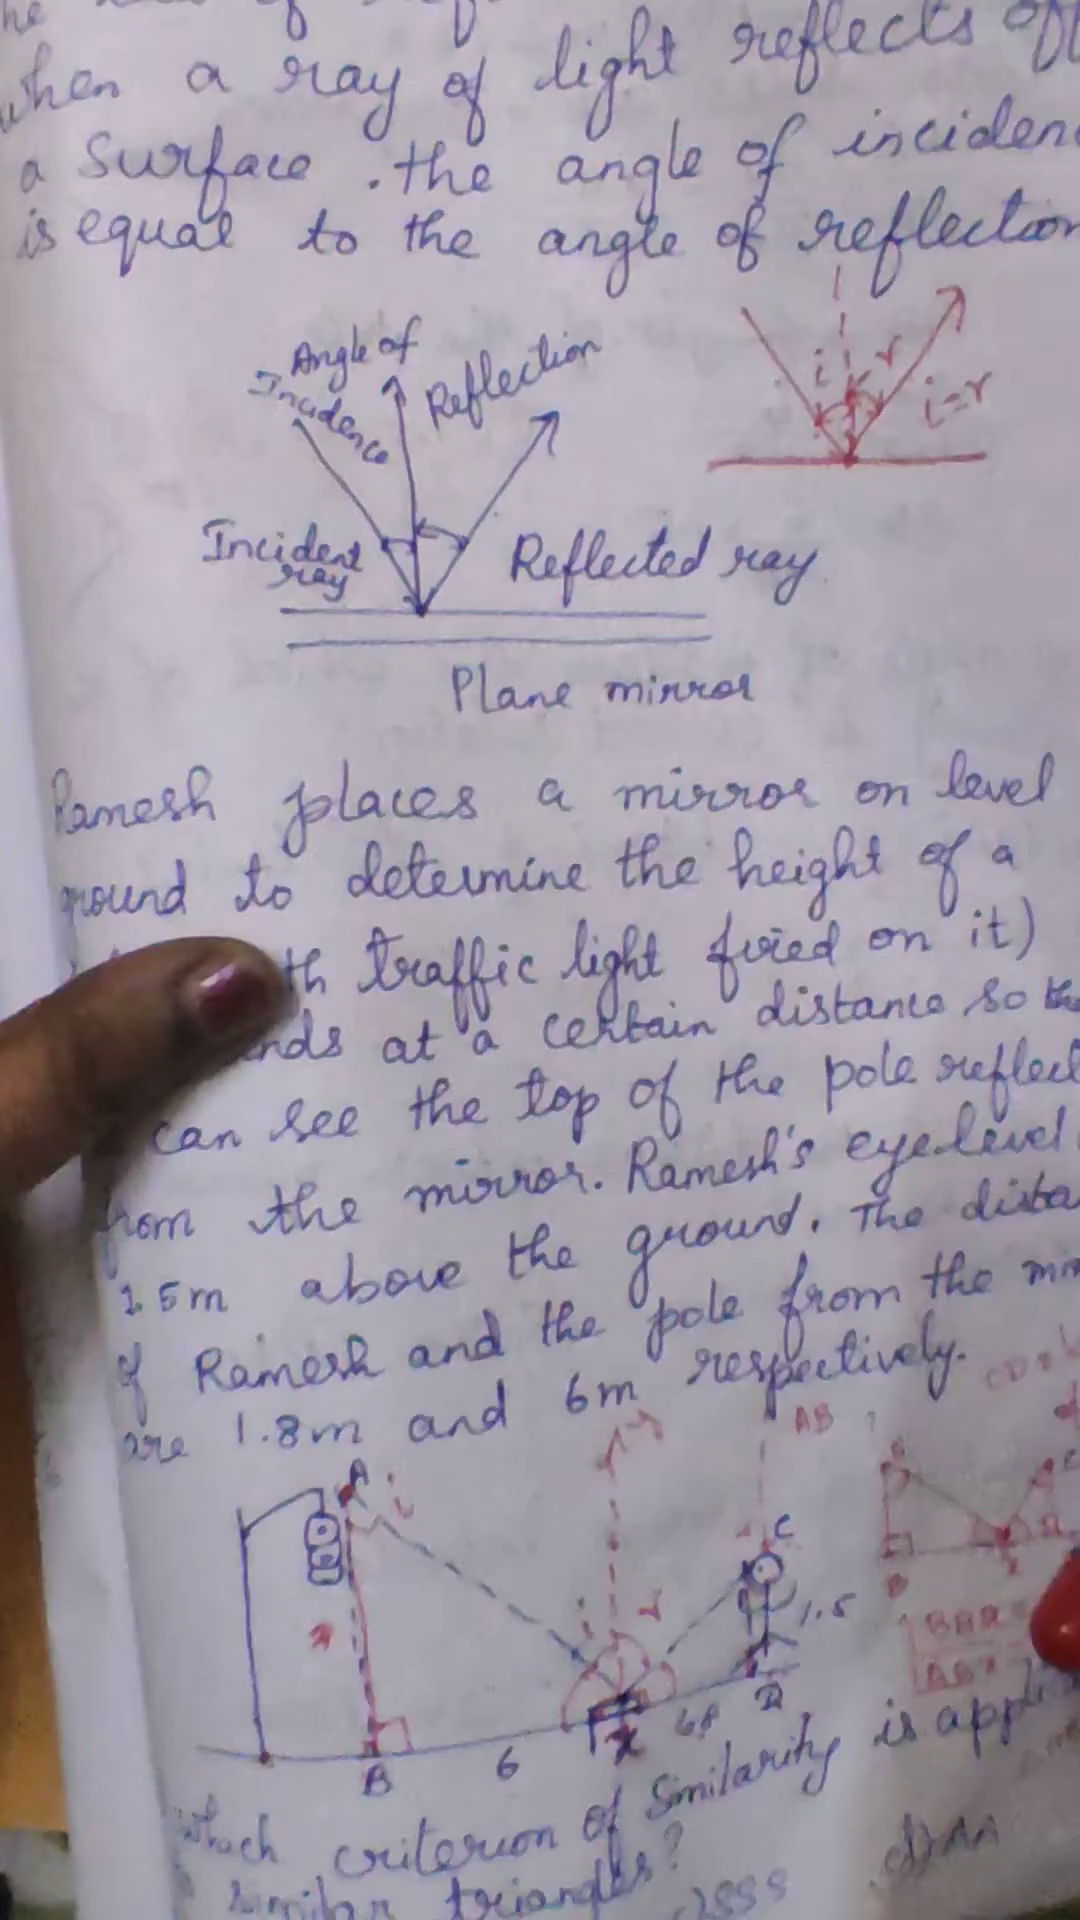 when a ray of light reflects off
a Surface . the angle of inciden
is equal to the angle of reflection
Angle of
Incidence
Reflection
i r
i=r
Incident
ray
Reflected ray
Plane mirror
Ramesh places a mirror on level
round to determine the height of a
th traffic light fixed on it)
nds at a certain distance so the
can see the top of the pole reflect
from the mirror. Ramesh's eye level
1.5m above the ground. The dista
of Ramesh and the pole from the mir
are 1.8m and 6m respectively.
AB
A
i
C
i r
1.5
B
6
D
Which criterion of Similarity is appl
similar triangles?
d) AA